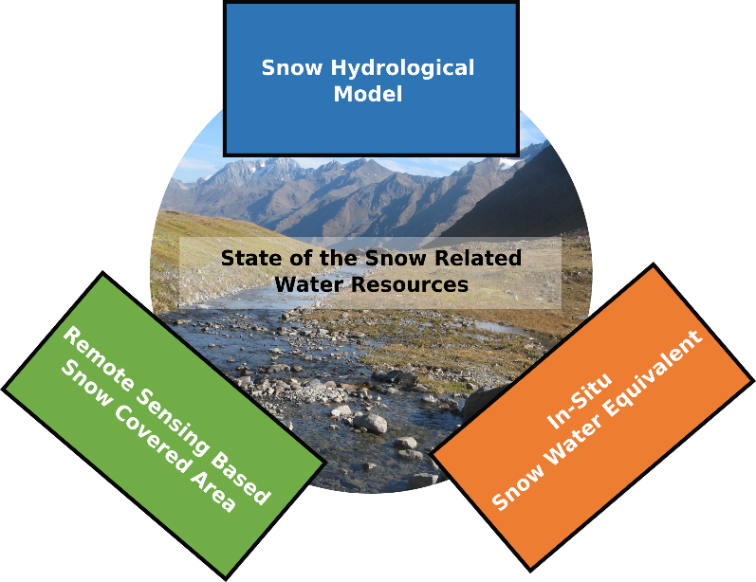 Snow Hydrological
Model
State of the Snow Related
Water Resources
Remote Sensing Based
Snow Covered Area
In-Situ
Snow Water Equivalent